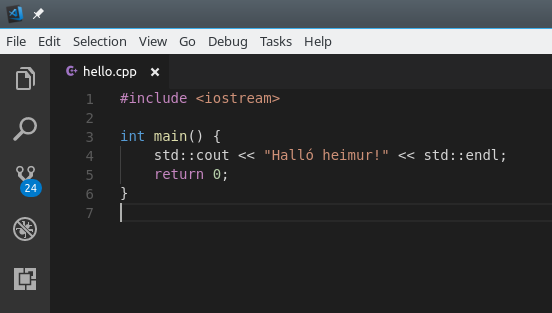 File Edit Selection View Go Debug Tasks Help
hello.cpp ×
1 #include <iostream>
2
3 int main() {
4     std::cout << "Halló heimur!" << std::endl;
5     return 0;
6 }
7
24